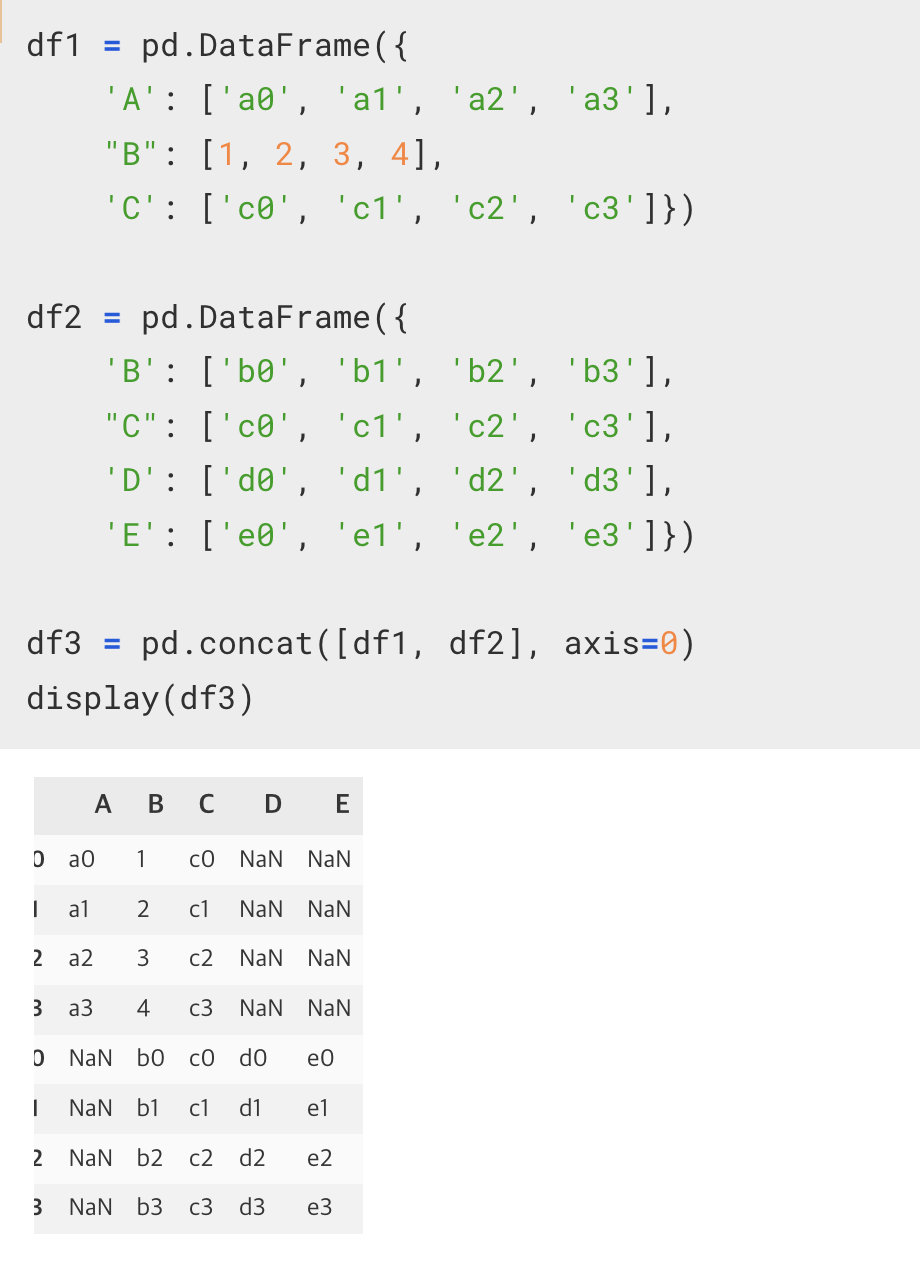 df1 = pd.DataFrame({
    'A': ['a0', 'a1', 'a2', 'a3'],
    "B": [1, 2, 3, 4],
    'C': ['c0', 'c1', 'c2', 'c3']})
df2 = pd.DataFrame({
    'B': ['b0', 'b1', 'b2', 'b3'],
    "C": ['c0', 'c1', 'c2', 'c3'],
    'D': ['d0', 'd1', 'd2', 'd3'],
    'E': ['e0', 'e1', 'e2', 'e3']})
df3 = pd.concat([df1, df2], axis=0)
display(df3)
A B C D E
0 a0 1 c0 NaN NaN
1 a1 2 c1 NaN NaN
2 a2 3 c2 NaN NaN
3 a3 4 c3 NaN NaN
0 NaN b0 c0 d0 e0
1 NaN b1 c1 d1 e1
2 NaN b2 c2 d2 e2
3 NaN b3 c3 d3 e3